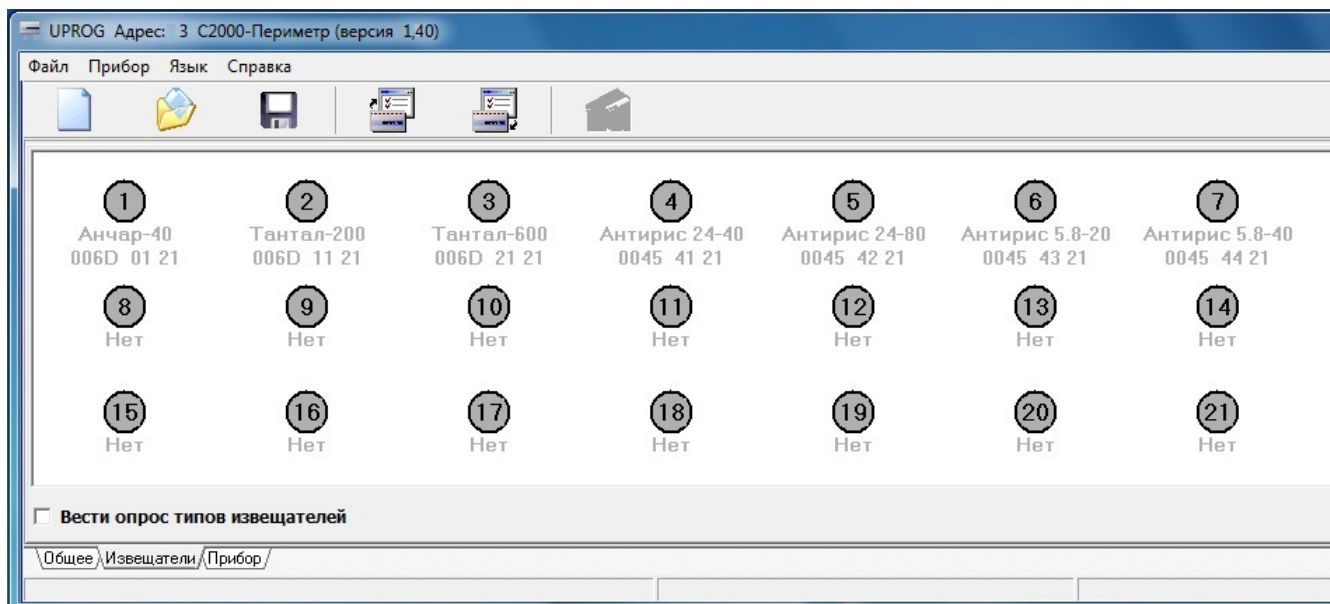 UPROG Адрес: 3 С2000-Периметр (версия 1,40)
Файл Прибор Язык Справка
1 2 3 4 5 6 7
Анчар-40 Тантал-200 Тантал-600 Антирис 24-40 Антирис 24-80 Антирис 5.8-20 Антирис 5.8-40
006D 01 21 006D 11 21 006D 21 21 0045 41 21 0045 42 21 0045 43 21 0045 44 21
8 9 10 11 12 13 14
Нет Нет Нет Нет Нет Нет Нет
15 16 17 18 19 20 21
Нет Нет Нет Нет Нет Нет Нет
Вести опрос типов извещателей
Общее Извещатели Прибор